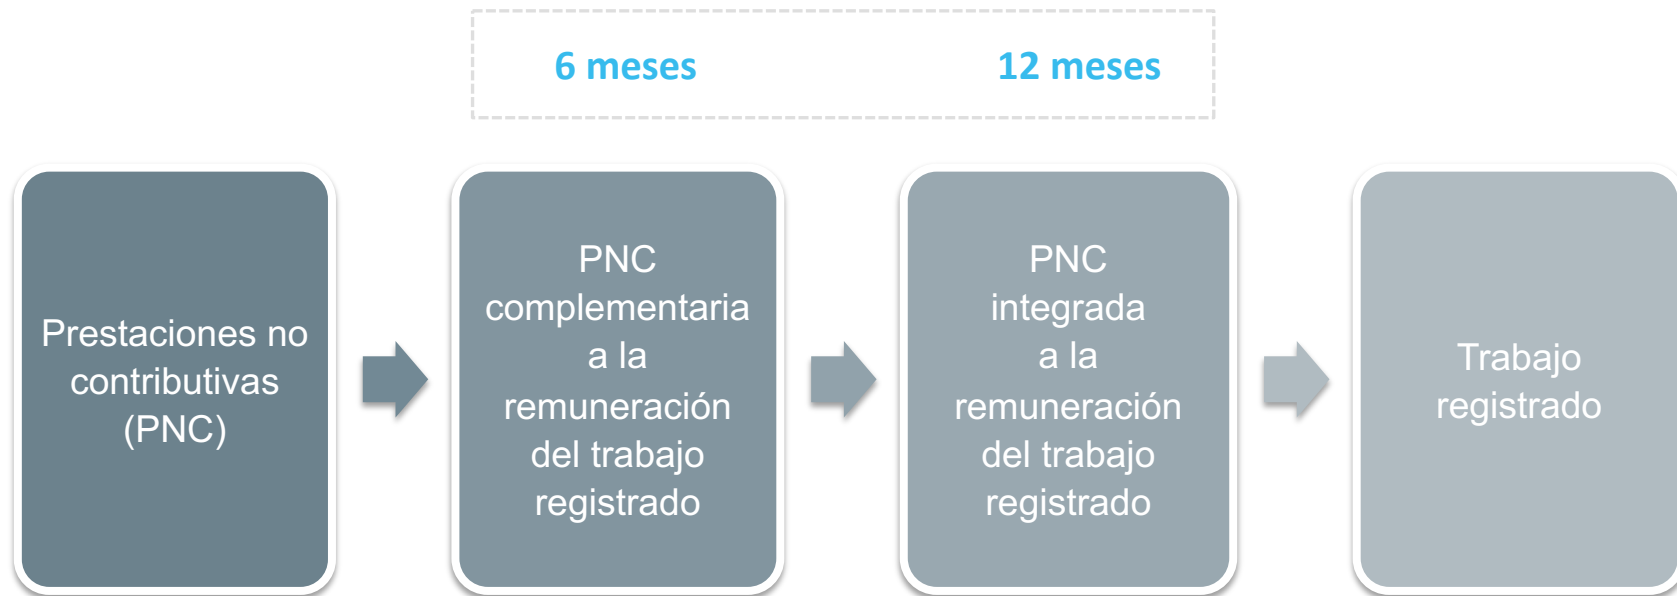 6 meses
12 meses
Prestaciones no
contributivas
(PNC)
PNC
complementaria
a la
remuneración
del trabajo
registrado
PNC
integrada
a la
remuneración
del trabajo
registrado
Trabajo
registrado